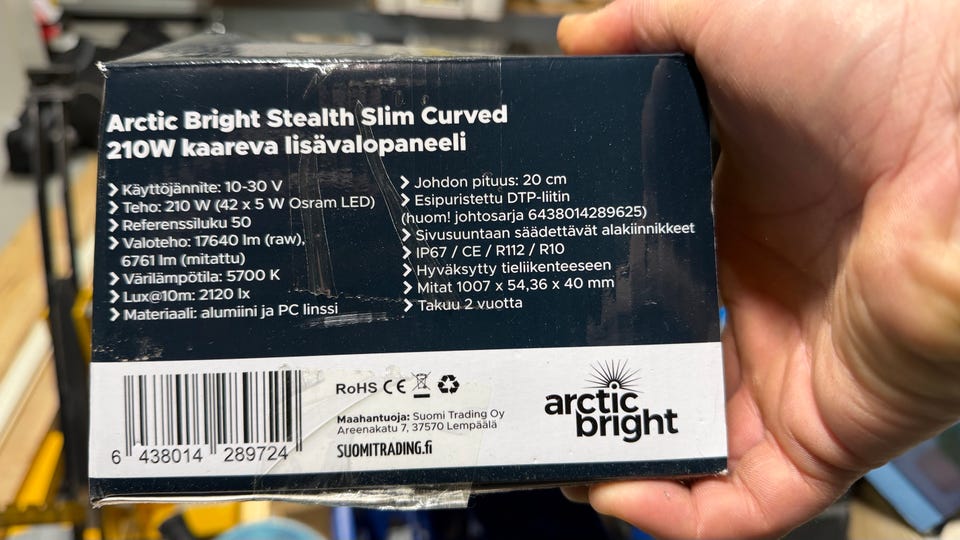 Arctic Bright Stealth Slim Curved
210W kaareva lisävalopaneeli
Käyttöjännite: 10-30 V
Teho: 210 W (42 x 5 W Osram LED)
Referenssiluku 50
Valoteho: 17640 lm (raw),
6761 lm (mitattu)
Värilämpötila: 5700 K
Lux@10m: 2120 lx
Materiaali: alumiini ja PC linssi
Johdon pituus: 20 cm
Esipuristettu DTP-liitin
(huom! johtosarja 6438014289625)
Sivusuuntaan säädettävät alakiinnikkeet
IP67 / CE / R112 / R10
Hyväksytty tieliikenteeseen
Mitat 1007 x 54,36 x 40 mm
Takuu 2 vuotta
6 438014 289724
RoHS CE
Maahantuoja: Suomi Trading Oy
Areenakatu 7, 37570 Lempäälä
SUOMITRADING.fi
arctic
bright